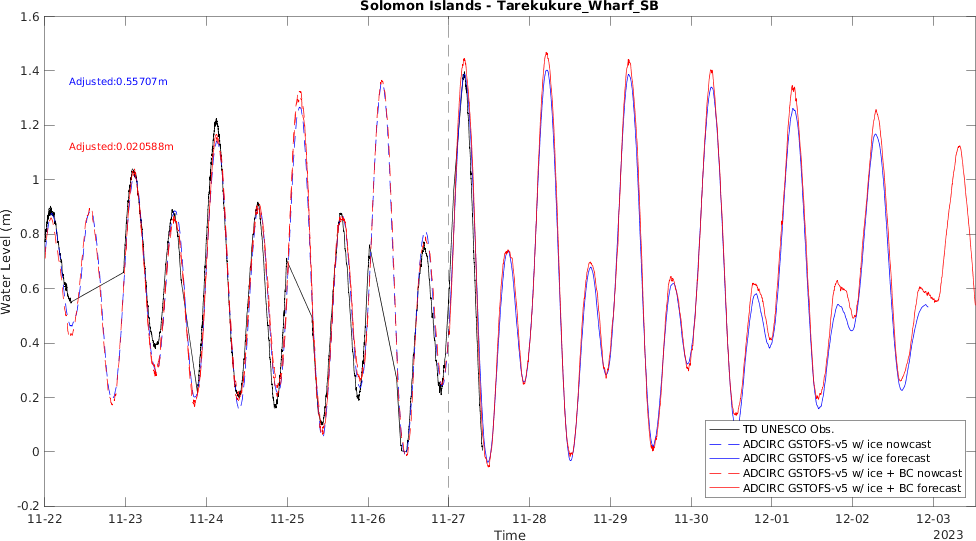 Solomon Islands - Tarekukure_Wharf_SB
1.6
1.4
1.2
1
0.8
0.6
0.4
0.2
0
-0.2
Water Level (m)
Adjusted:0.55707m
Adjusted:0.020588m
TD UNESCO Obs.
ADCIRC GSTOFS-v5 w/ ice nowcast
ADCIRC GSTOFS-v5 w/ ice forecast
ADCIRC GSTOFS-v5 w/ice + BC nowcast
ADCIRC GSTOFS-v5 w/ice + BC forecast
11-22 11-23 11-24 11-25 11-26 11-27 11-28 11-29 11-30 12-01 12-02 12-03
Time
2023